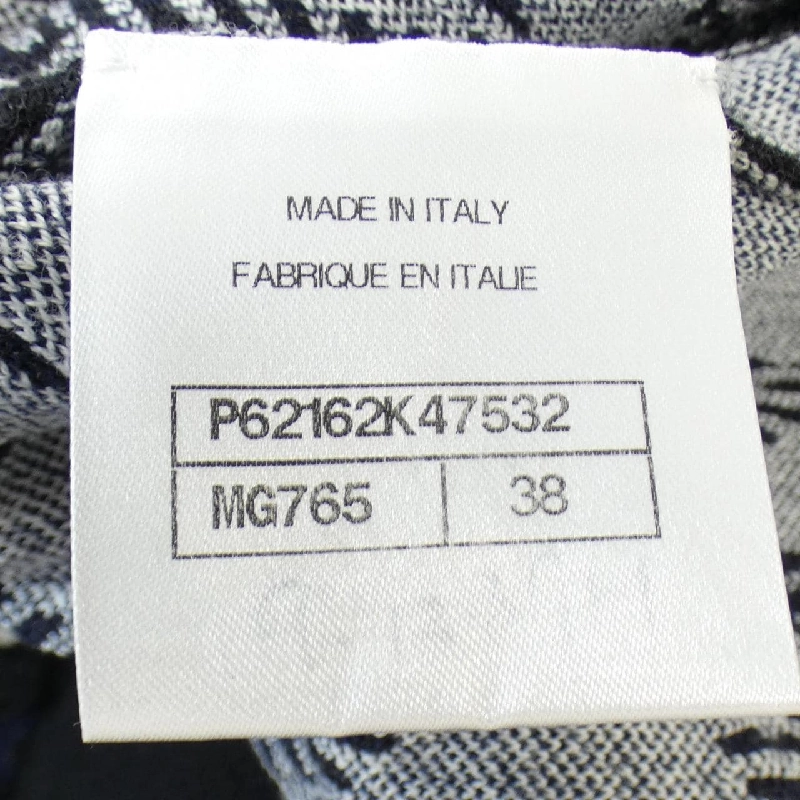 MADE IN ITALY
FABRIQUE EN ITALIE
P62162K47532
MG765 38